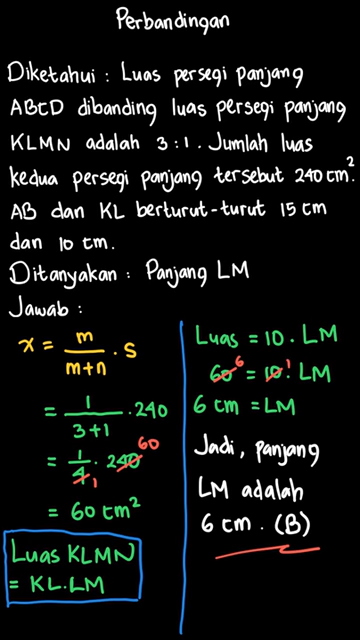 Perbandingan
Diketahui : Luas persegi panjang
ABCD dibanding luas persegi panjang
KLMN adalah 3 : 1. Jumlah luas
kedua persegi panjang tersebut 240 cm².
AB dan KL berturut-turut 15 cm
dan 10 cm.
Ditanyakan : Panjang LM
Jawab :
x = m/(m+n) · s
= 1/(3+1) · 240
= 1/4 · 240 60
1
= 60 cm²
Luas KLMN
= KL.LM
Luas = 10 . LM
60 6 = 10 1 . LM
6 cm = LM
Jadi, panjang
LM adalah
6 cm . (B)